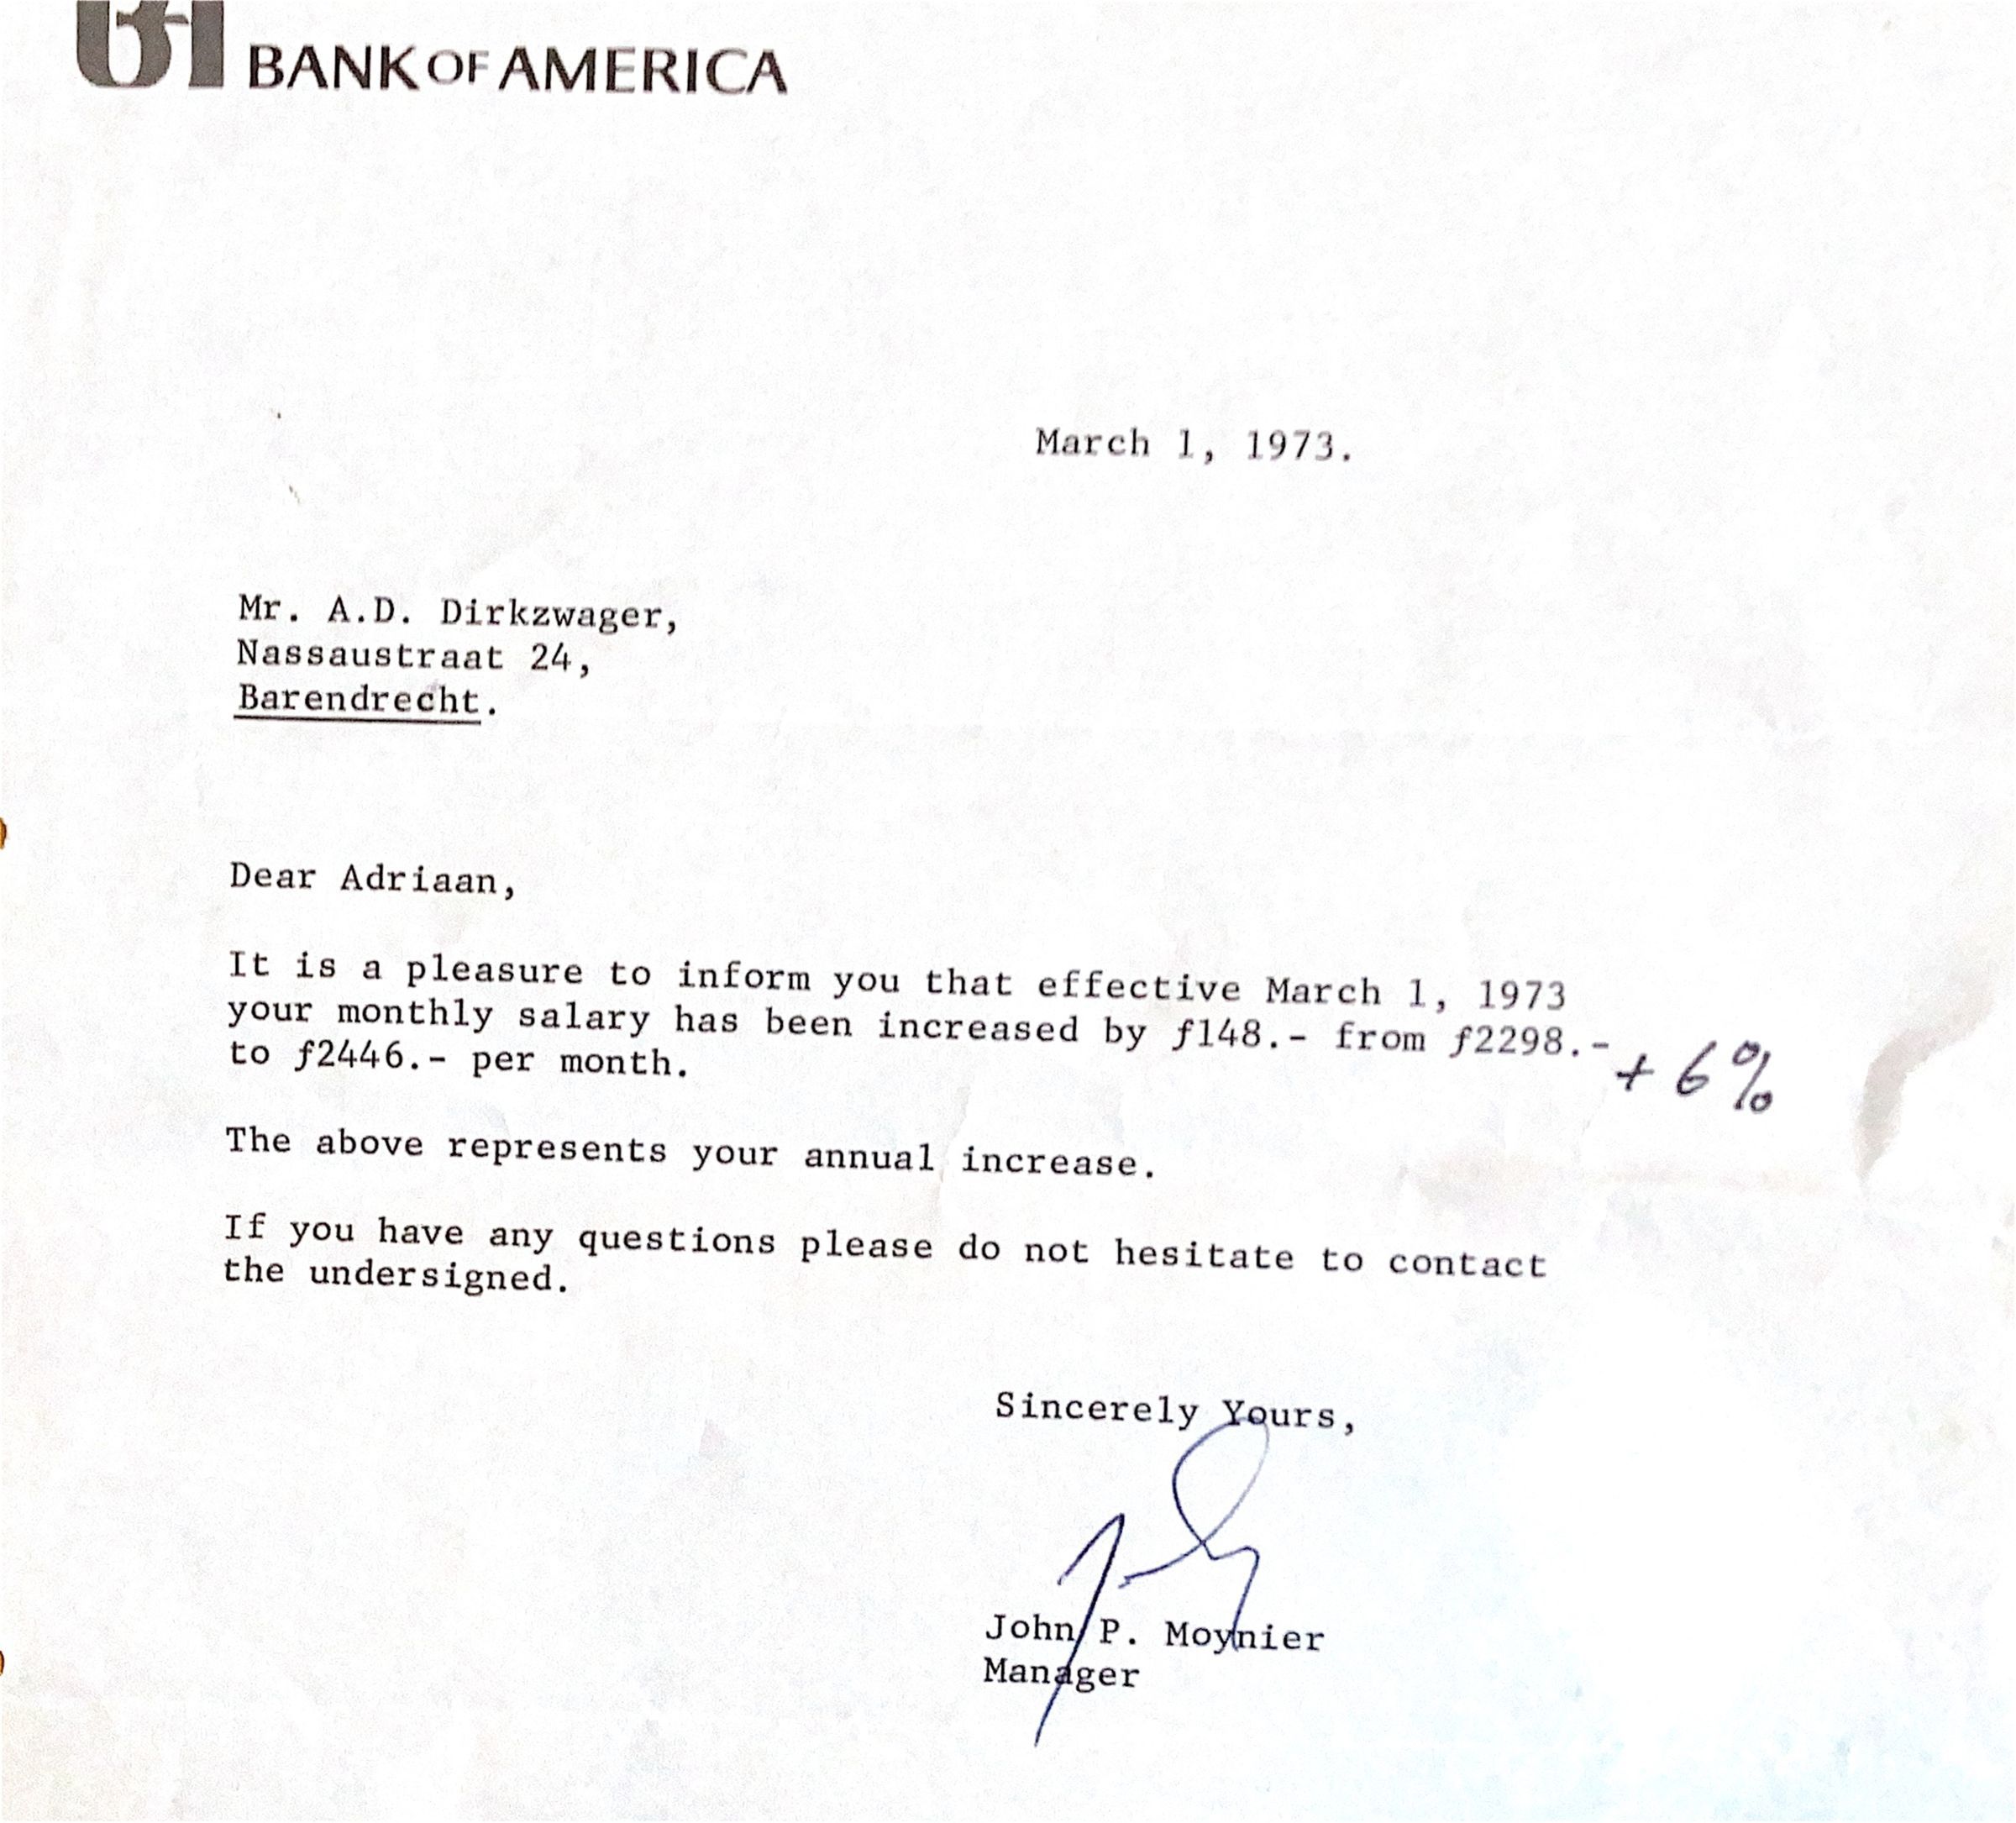 BANK OF AMERICA
March 1, 1973.
Mr. A.D. Dirkzwager,
Nassaustraat 24,
Barendrecht.
Dear Adriaan,
It is a pleasure to inform you that effective March 1, 1973
your monthly salary has been increased by ƒ148.- from ƒ2298.-
to ƒ2446.- per month.
+ 6%
The above represents your annual increase.
If you have any questions please do not hesitate to contact
the undersigned.
Sincerely Yours,
John P. Moynier
Manager